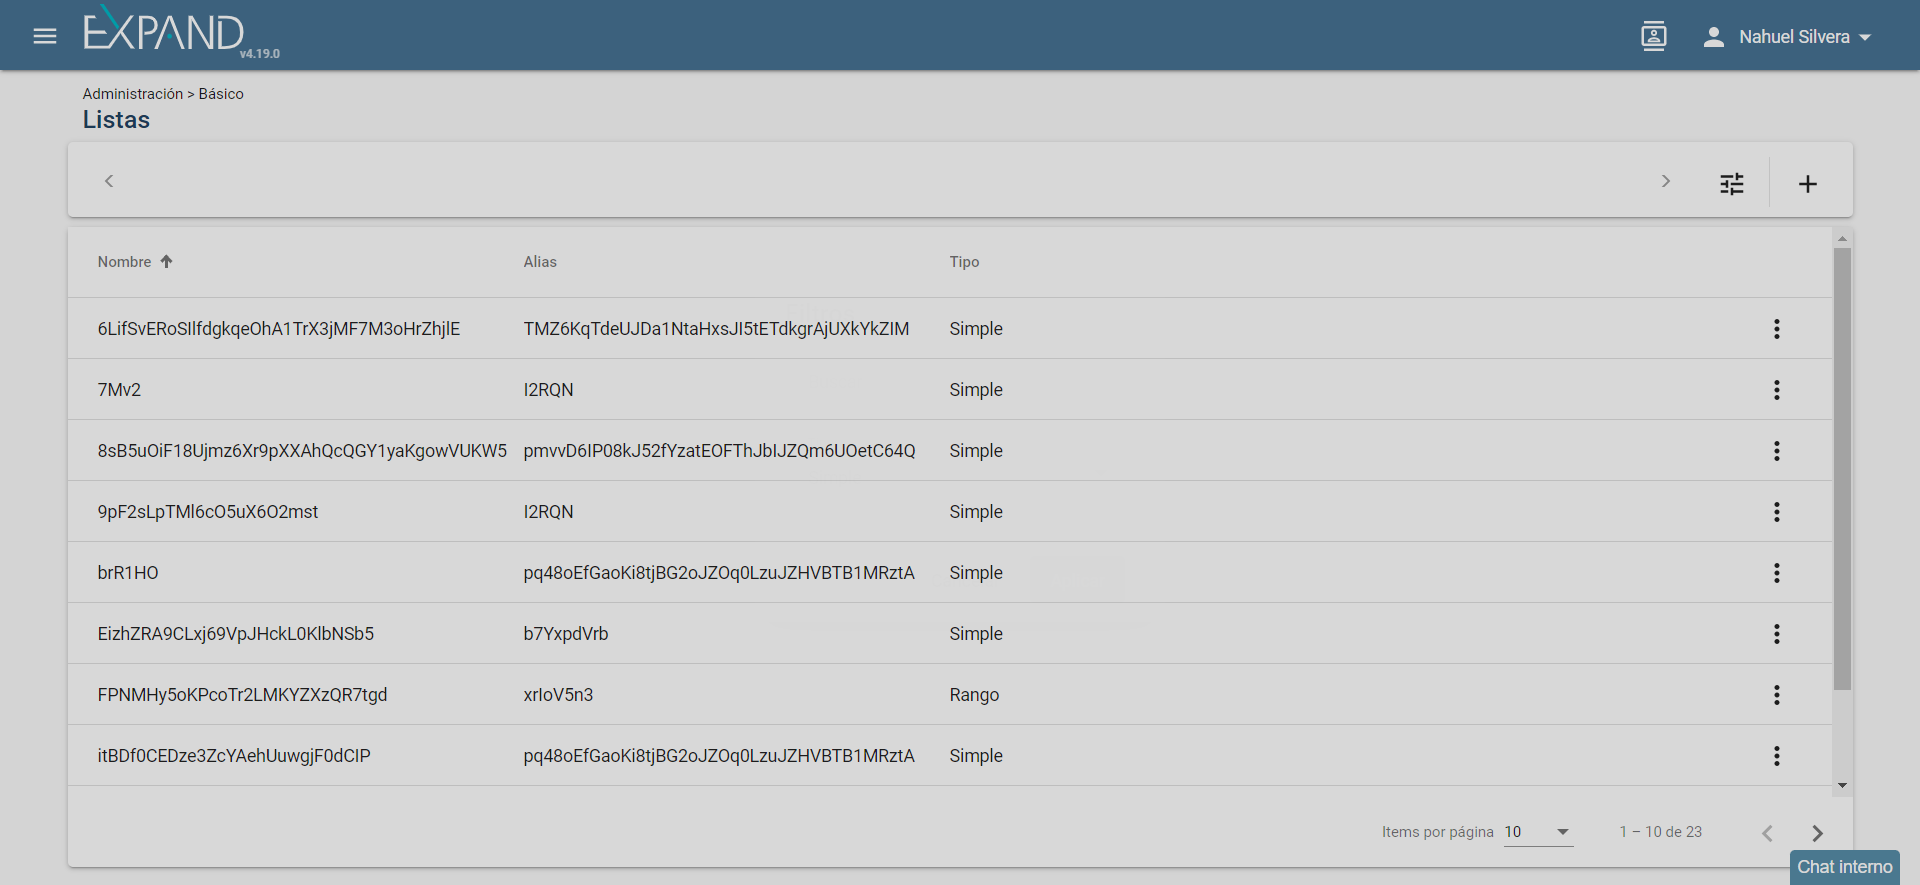 EXPAND
v4.19.0
Nahuel Silvera
Administración > Básico
Listas
Nombre Alias Tipo
6LifSvERoSIlfdgkqeOhA1TrX3jMF7M3oHrZhjlE TMZ6KqTdeUJDa1NtaHxsJI5tETdkgrAjUXkYkZIM Simple
7Mv2 I2RQN Simple
8sB5uOiF18Ujmz6Xr9pXXAhQcQGY1yaKgowVUKW5 pmvvD6IP08kJ52fYzatEOFThJbIJZQm6UOetC64Q Simple
9pF2sLpTMl6cO5uX6O2mst I2RQN Simple
brR1HO pq48oEfGaoKi8tjBG2oJZOq0LzuJZHVBTB1MRztA Simple
EizhZRA9CLxj69VpJHckL0KlbNSb5 b7YxpdVrb Simple
FPNMHy5oKPcoTr2LMKYZXzQR7tgd xrIoV5n3 Rango
itBDf0CEDze3ZcYAehUuwgjF0dCIP pq48oEfGaoKi8tjBG2oJZOq0LzuJZHVBTB1MRztA Simple
Items por página 10 1 – 10 de 23
Chat interno